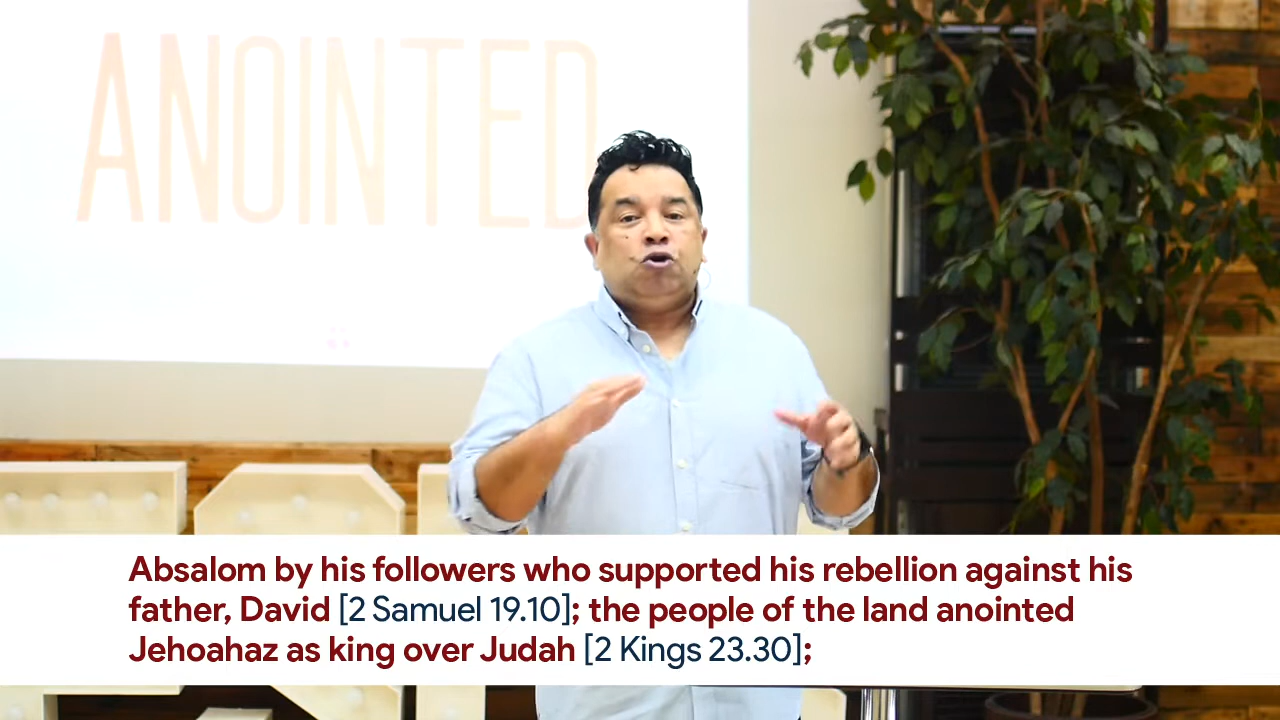 ANOINTED
Absalom by his followers who supported his rebellion against his
father, David [2 Samuel 19.10]; the people of the land anointed
Jehoahaz as king over Judah [2 Kings 23.30];